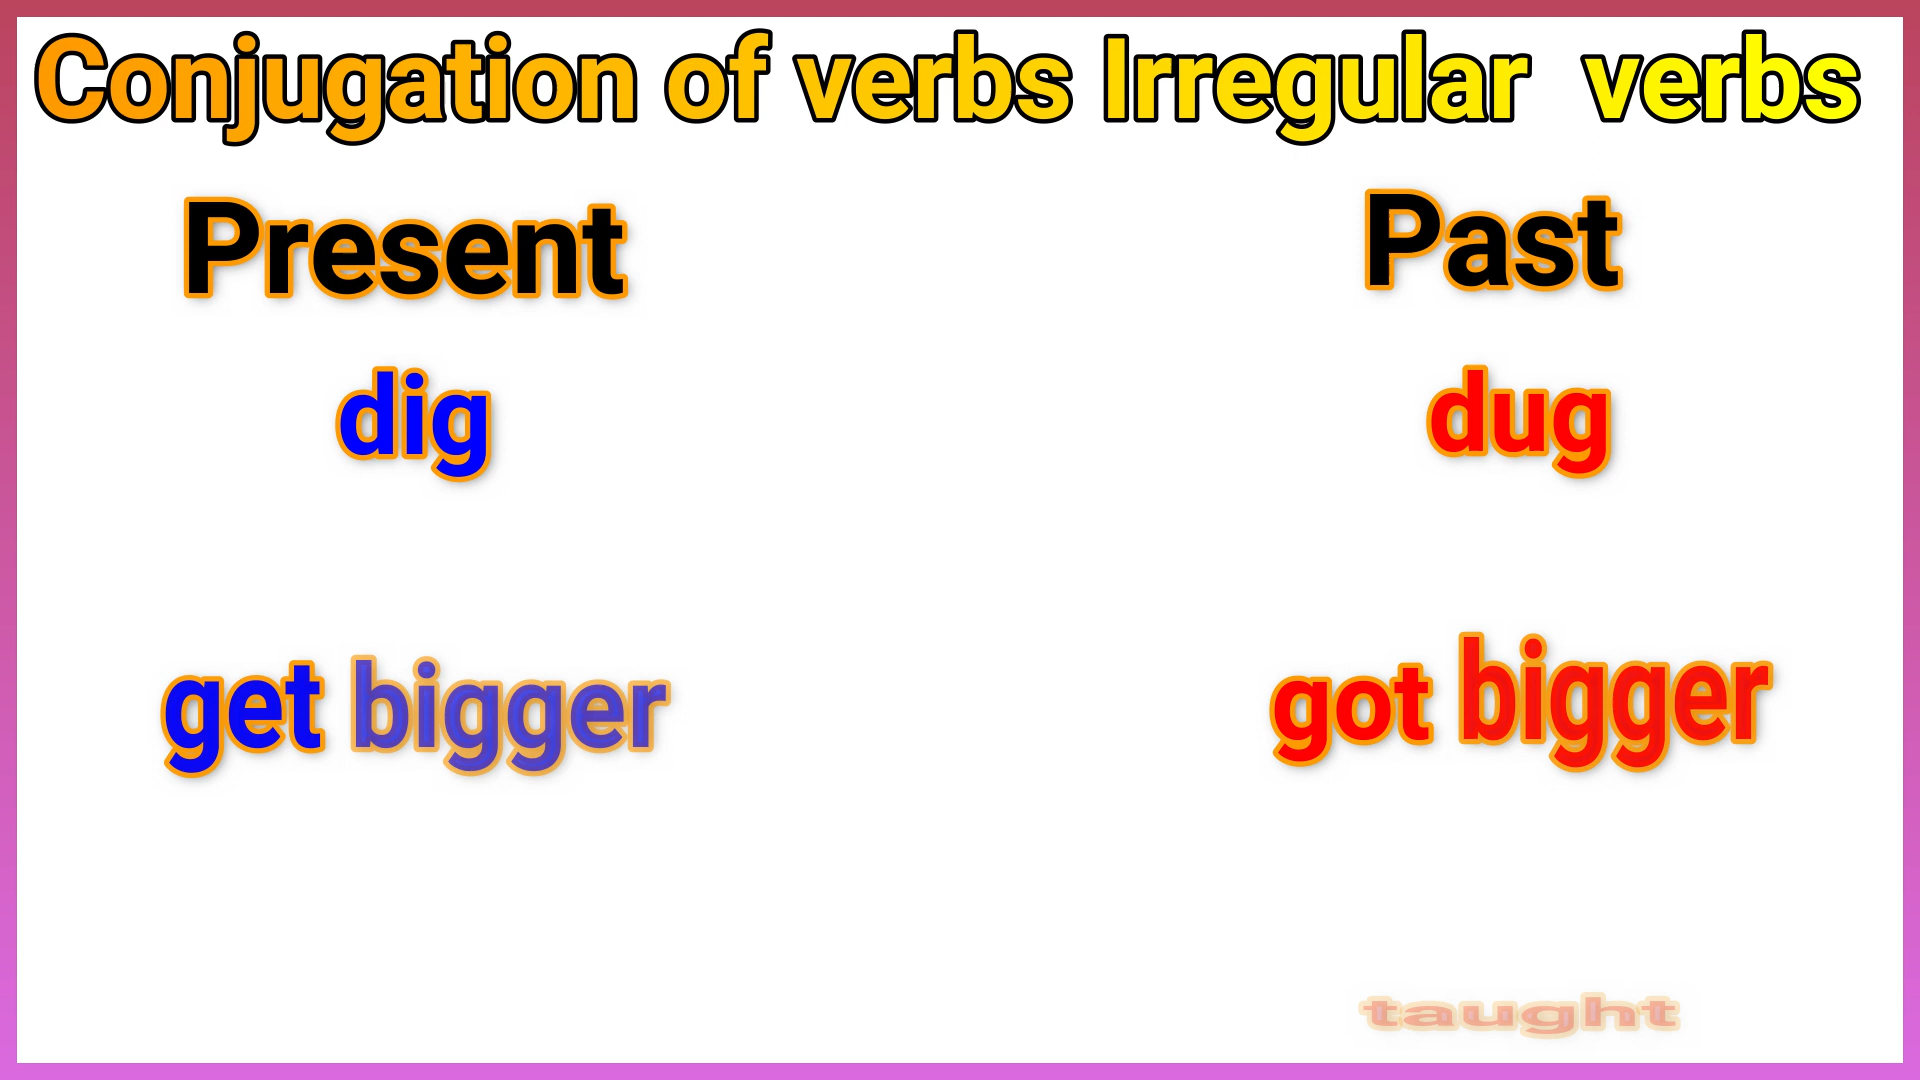 Conjugation of verbs Irregular verbs
Present Past
dig dug
get bigger got bigger
taught